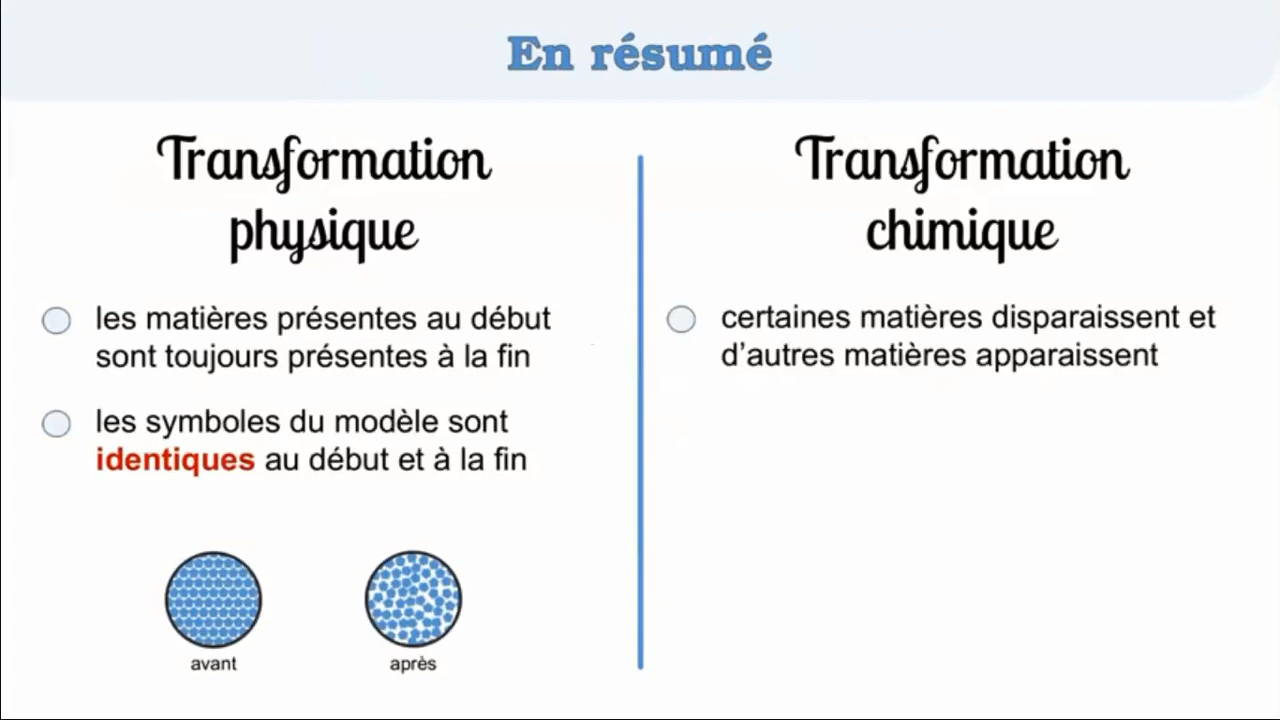 En résumé
Transformation
physique
les matières présentes au début
sont toujours présentes à la fin
les symboles du modèle sont
identiques au début et à la fin
avant
après
Transformation
chimique
certaines matières disparaissent et
d'autres matières apparaissent